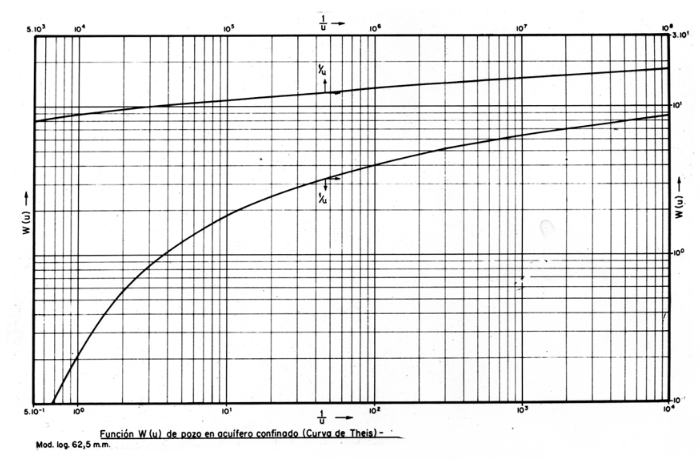 1/u →
5.10³ 10⁴ 10⁵ 10⁶ 10⁷ 10⁸
3.10¹
1/u
10¹
1/u
W (u) →
W (u) →
10⁰
10⁻¹
5.10⁻¹ 10⁰ 10¹ 10² 10³ 10⁴
1/u →
Función W (u) de pozo en acuífero confinado (Curva de Theis) -
Mod. log. 62,5 m.m.